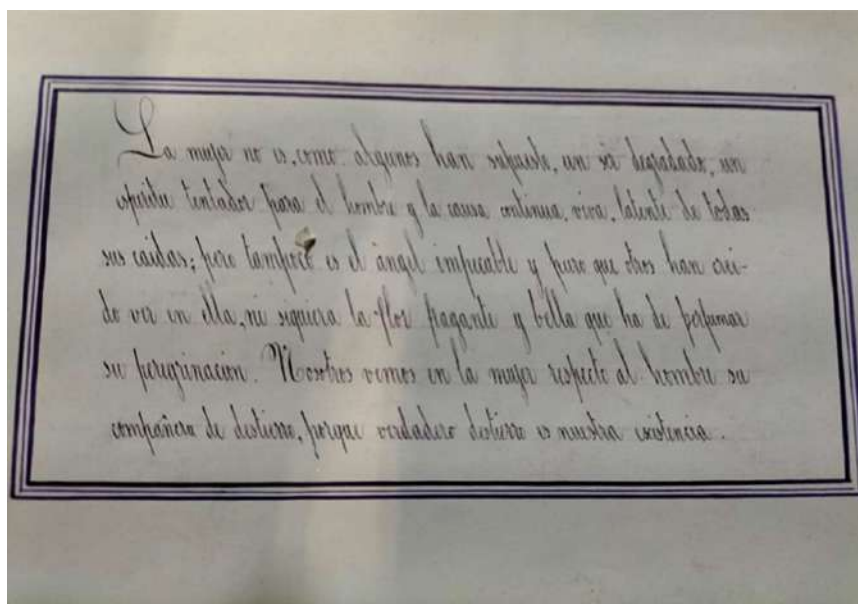 La mujer no es, como algunos han supuesto, un ser degradado, un
espíritu tentador para el hombre y la causa continua, viva, latente de todas
sus caidas; pero tampoco es el ángel impecable y puro que otros han crei-
do ver en ella, ni siquiera la flor fragante y bella que ha de perfumar
su peregrinación. Nosotros vemos en la mujer respecto al hombre su
compañera de destierro, porque verdadero destierro es nuestra existencia.